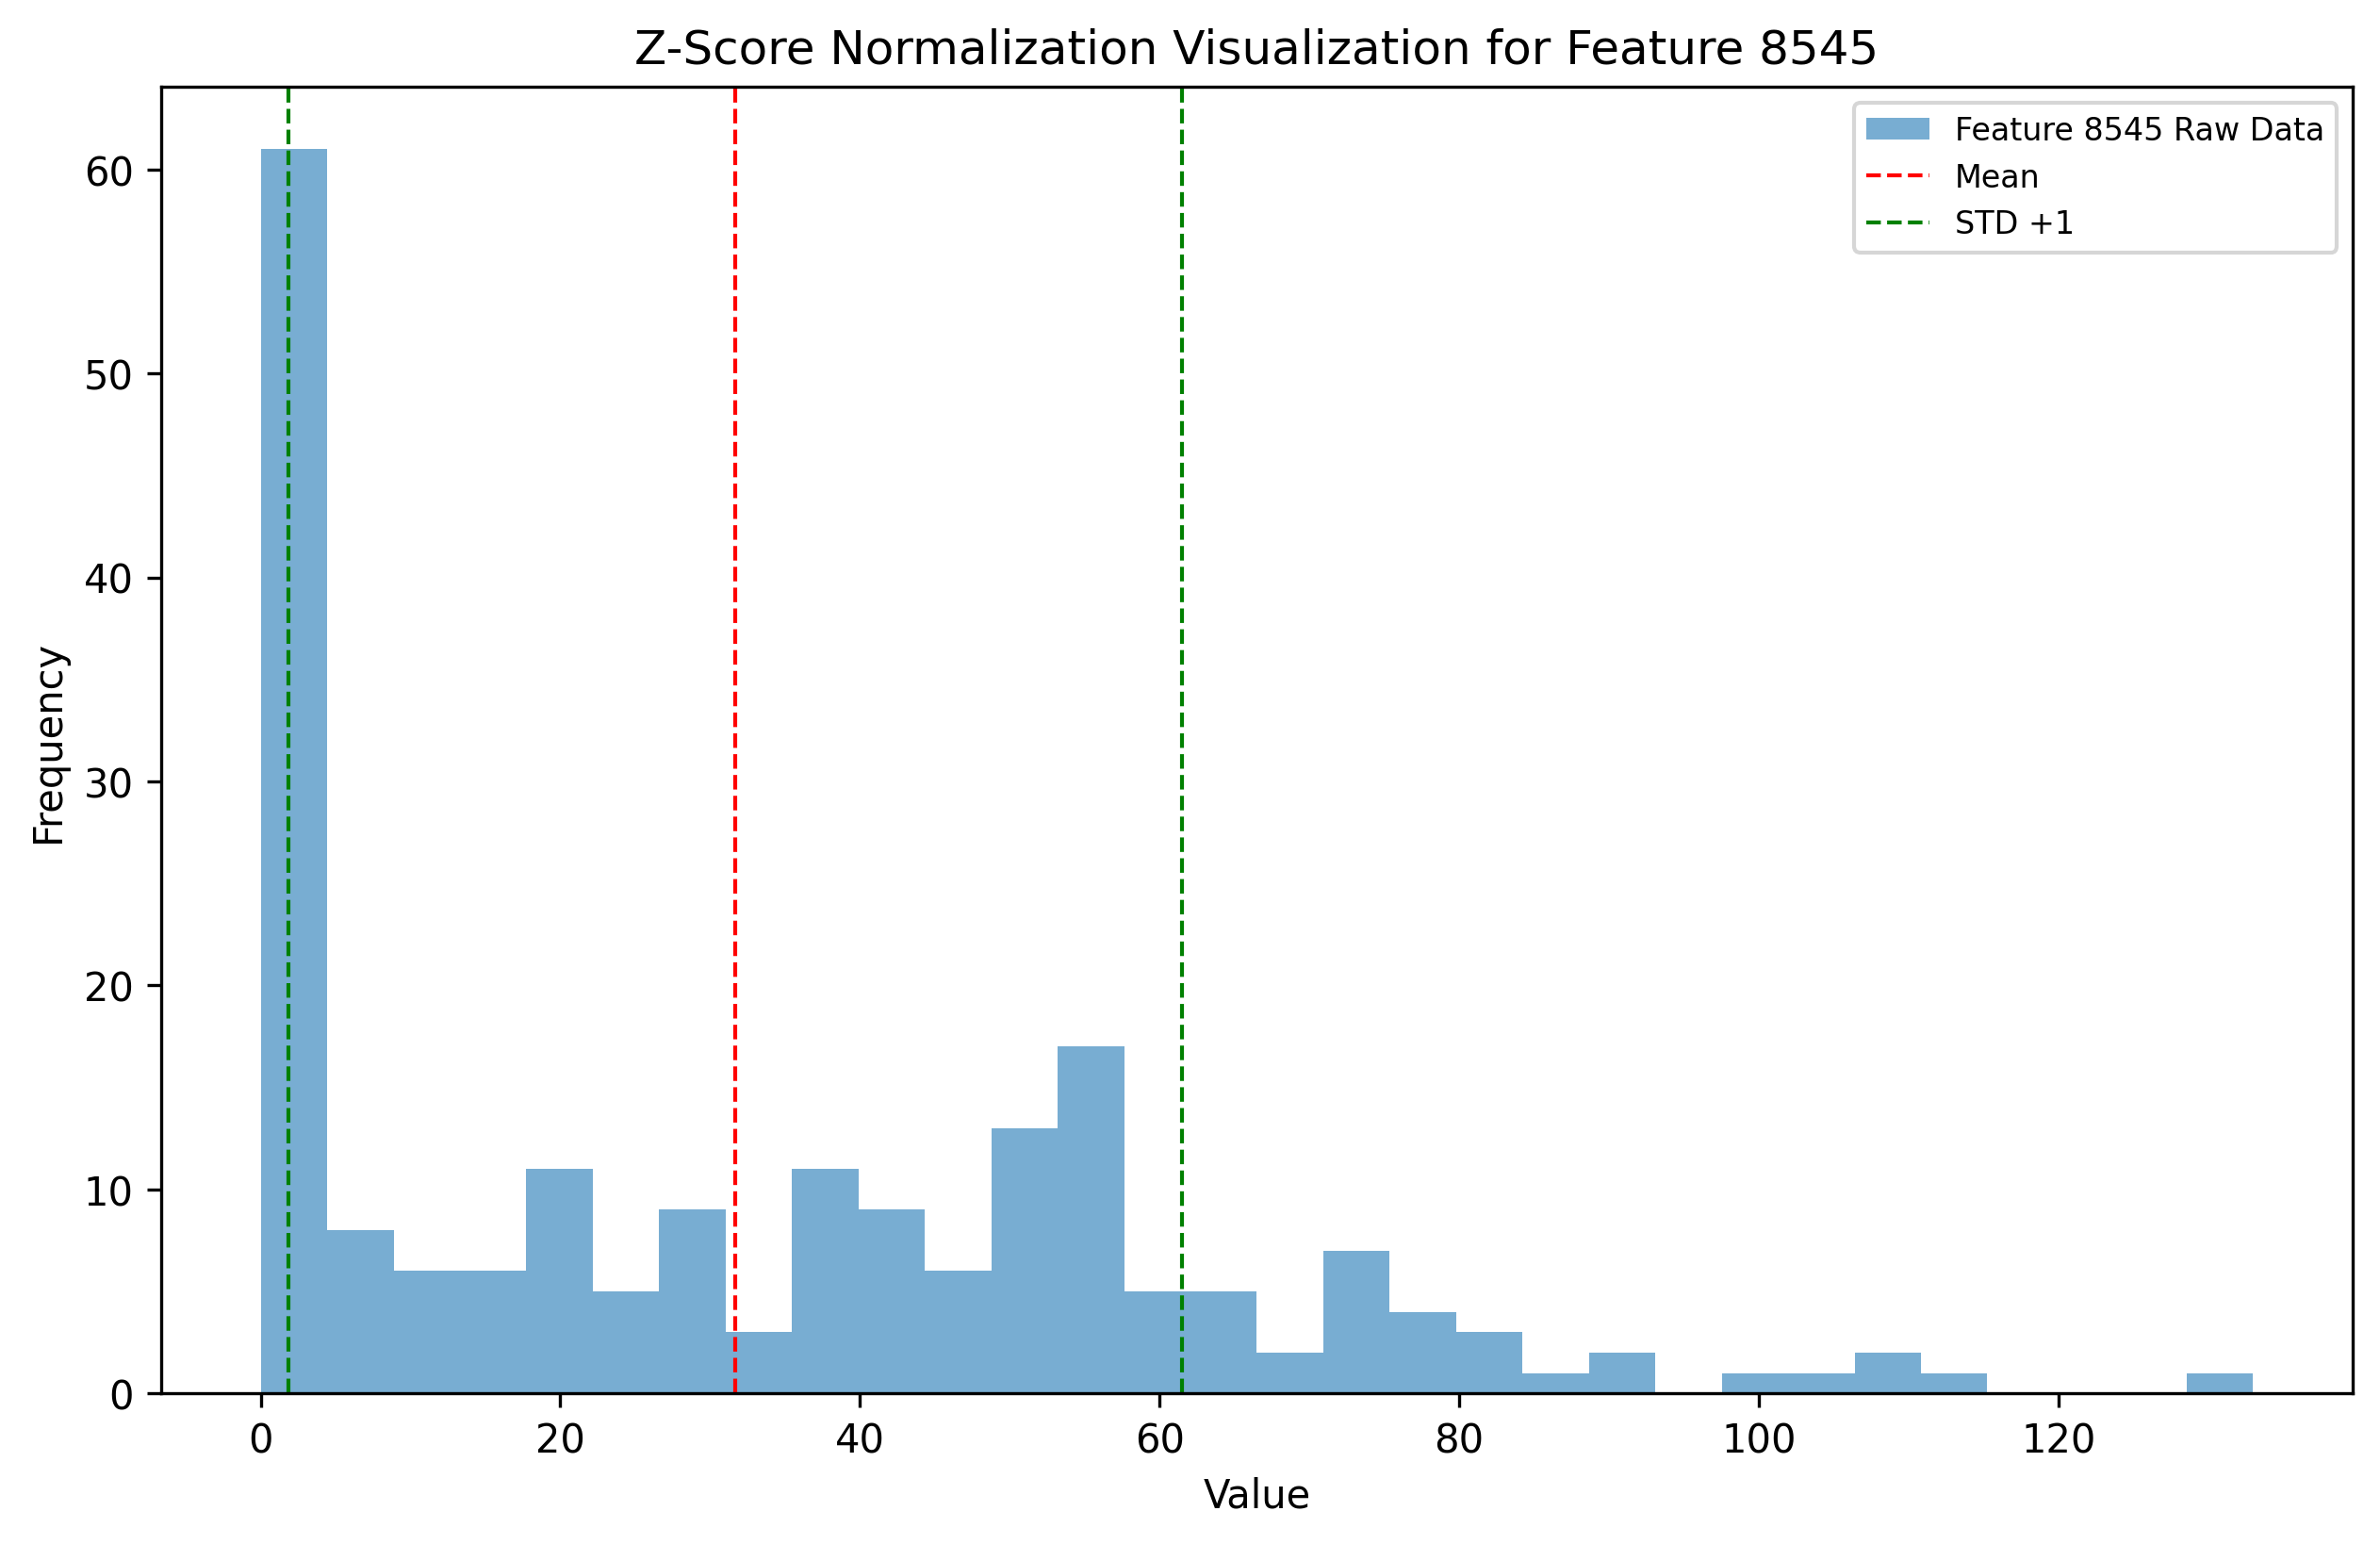 Z-Score Normalization Visualization for Feature 8545
Feature 8545 Raw Data
Mean
STD +1
60
50
40
30
20
10
0
Frequency
0 20 40 60 80 100 120
Value